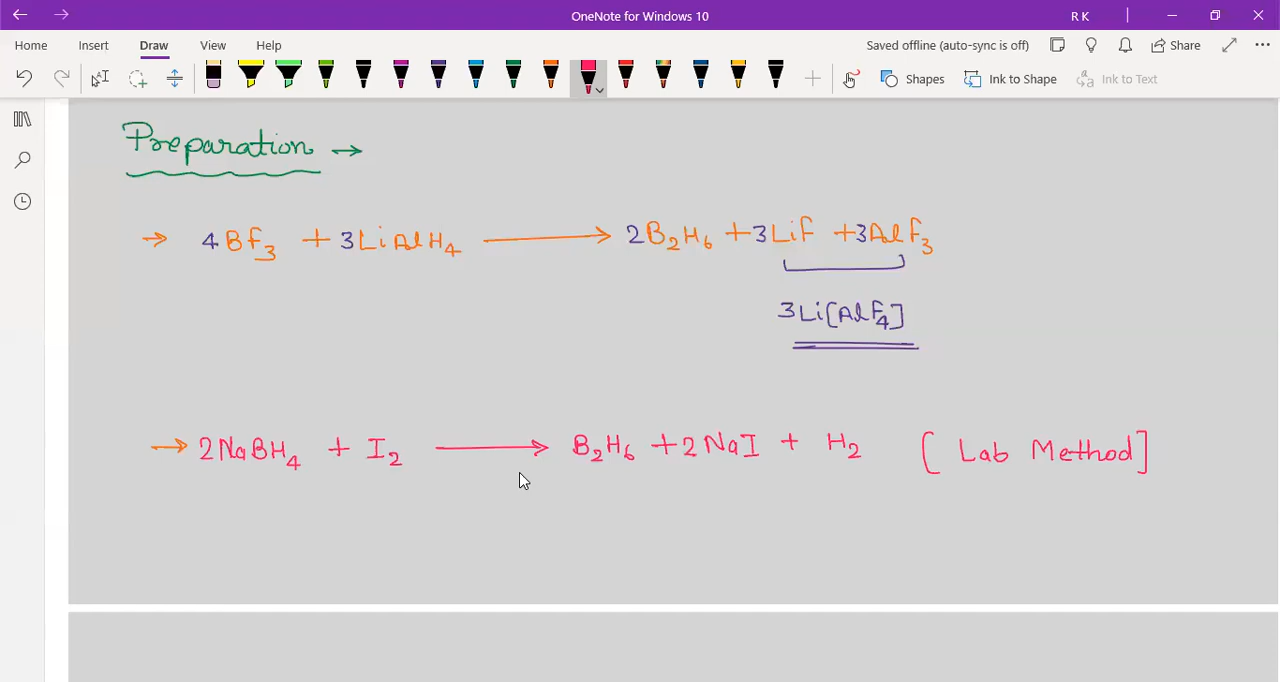 OneNote for Windows 10
R K
Home Insert Draw View Help
Saved offline (auto-sync is off)
Share
Shapes
Ink to Shape
Ink to Text
Preparation →
→ 4BF3 + 3LiAlH4 → 2B2H6 + 3LiF + 3AlF3
3Li[AlF4]
→ 2NaBH4 + I2 → B2H6 + 2NaI + H2 [Lab Method]